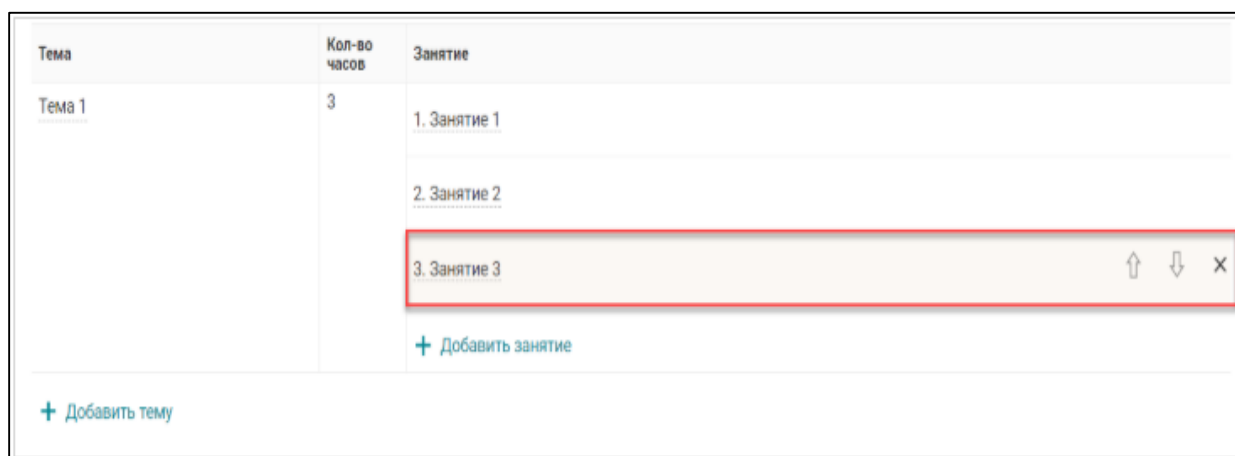 Тема
Кол-во
часов
Занятие
Тема 1
3
1. Занятие 1
2. Занятие 2
3. Занятие 3
+ Добавить занятие
+ Добавить тему